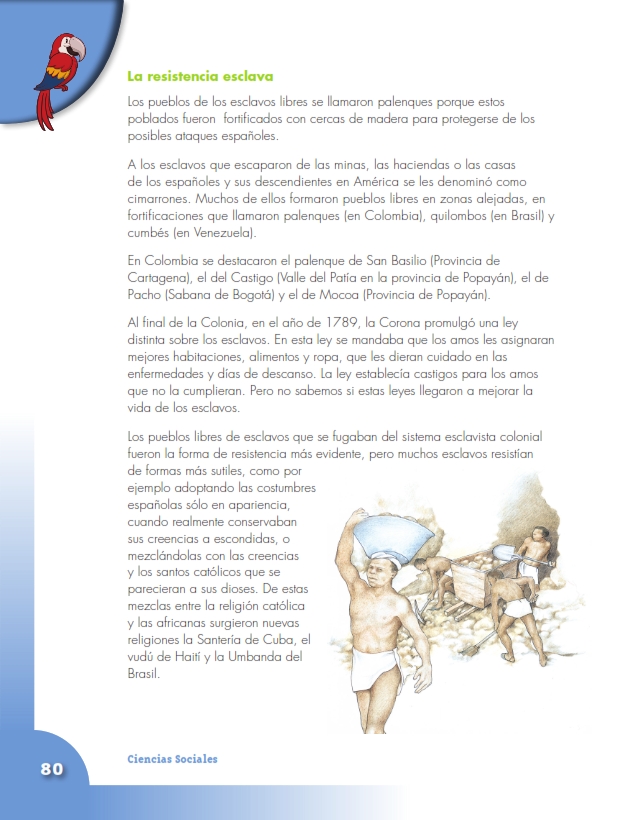 La resistencia esclava
Los pueblos de los esclavos libres se llamaron palenques porque estos
poblados fueron fortificados con cercas de madera para protegerse de los
posibles ataques españoles.
A los esclavos que escaparon de las minas, las haciendas o las casas
de los españoles y sus descendientes en América se les denominó como
cimarrones. Muchos de ellos formaron pueblos libres en zonas alejadas, en
fortificaciones que llamaron palenques (en Colombia), quilombos (en Brasil) y
cumbés (en Venezuela).
En Colombia se destacaron el palenque de San Basilio (Provincia de
Cartagena), el del Castigo (Valle del Patía en la provincia de Popayán), el de
Pacho (Sabana de Bogotá) y el de Mocoa (Provincia de Popayán).
Al final de la Colonia, en el año de 1789, la Corona promulgó una ley
distinta sobre los esclavos. En esta ley se mandaba que los amos les asignaran
mejores habitaciones, alimentos y ropa, que les dieran cuidado en las
enfermedades y días de descanso. La ley establecía castigos para los amos
que no la cumplieran. Pero no sabemos si estas leyes llegaron a mejorar la
vida de los esclavos.
Los pueblos libres de esclavos que se fugaban del sistema esclavista colonial
fueron la forma de resistencia más evidente, pero muchos esclavos resistían
de formas más sutiles, como por
ejemplo adoptando las costumbres
españolas sólo en apariencia,
cuando realmente conservaban
sus creencias a escondidas, o
mezclándolas con las creencias
y los santos católicos que se
parecieran a sus dioses. De estas
mezclas entre la religión católica
y las africanas surgieron nuevas
religiones la Santería de Cuba, el
vudú de Haití y la Umbanda del
Brasil.
Ciencias Sociales
80